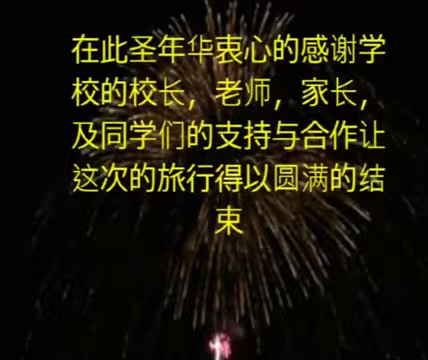 在此圣年华衷心的感谢学
校的校长，老师，家长，
及同学们的支持与合作让
这次的旅行得以圆满的结
束